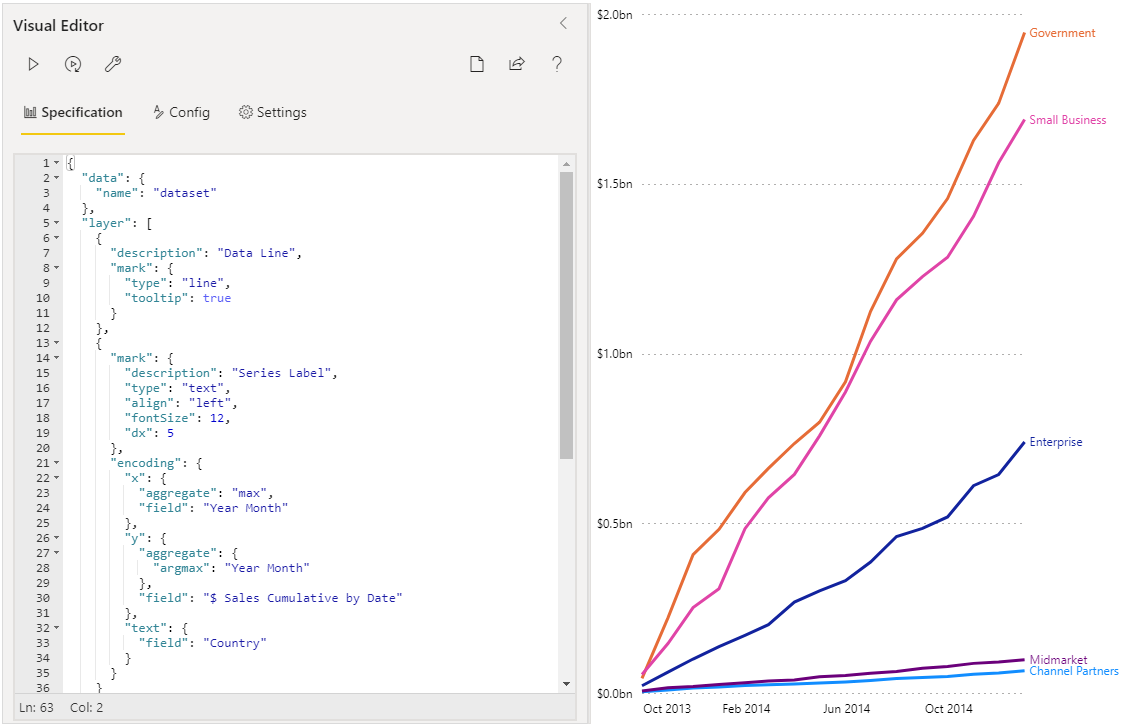 Visual Editor
Specification Config Settings
1 {
2 "data": {
3 "name": "dataset"
4 },
5 "layer": [
6 {
7 "description": "Data Line",
8 "mark": {
9 "type": "line",
10 "tooltip": true
11 }
12 },
13 {
14 "mark": {
15 "description": "Series Label",
16 "type": "text",
17 "align": "left",
18 "fontSize": 12,
19 "dx": 5
20 },
21 "encoding": {
22 "x": {
23 "aggregate": "max",
24 "field": "Year Month"
25 },
26 "y": {
27 "aggregate": {
28 "argmax": "Year Month"
29 },
30 "field": "$ Sales Cumulative by Date"
31 },
32 "text": {
33 "field": "Country"
34 }
35 }
36 }
Ln: 63 Col: 2
$2.0bn
Government
Small Business
$1.5bn
$1.0bn
Enterprise
$0.5bn
Midmarket
Channel Partners
$0.0bn
Oct 2013 Feb 2014 Jun 2014 Oct 2014